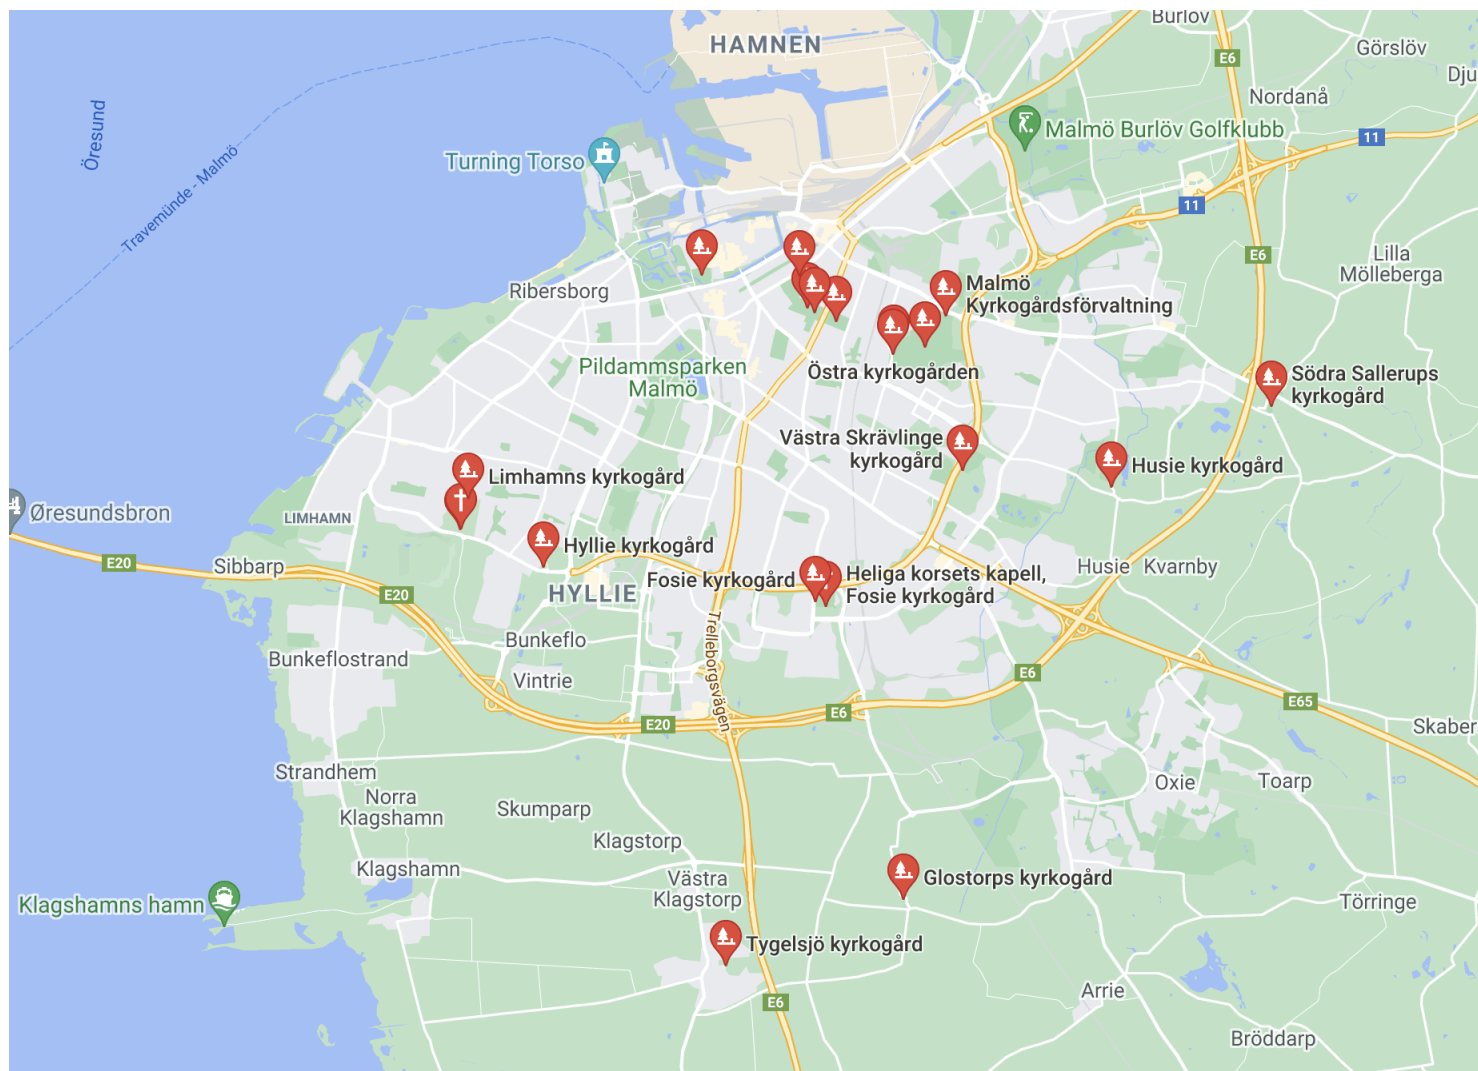 Burlöv
HAMNEN
Görslöv
E6
Dju
Nordanå
Öresund
Malmö Burlöv Golfklubb
11
Turning Torso
Travemünde - Malmö
11
E6
Lilla
Mölleberga
Ribersborg
Malmö
Kyrkogårdsförvaltning
Pildammsparken
Malmö
Östra kyrkogården
Södra Sallerups
kyrkogård
Västra Skrävlinge
kyrkogård
Husie kyrkogård
Limhamns kyrkogård
Øresundsbron
LIMHAMN
Hyllie kyrkogård
E20
Sibbarp
Fosie kyrkogård
Heliga korsets kapell,
Fosie kyrkogård
Husie
Kvarnby
HYLLIE
E20
Bunkeflo
Bunkeflostrand
Trelleborgsvägen
Vintrie
E6
E65
E6
E20
Skaber
Strandhem
Oxie
Toarp
Norra
Klagshamn
Skumparp
Klagstorp
Klagshamn
Västra
Klagstorp
Glostorps kyrkogård
Klagshamns hamn
Törringe
Tygelsjö kyrkogård
Arrie
E6
Bröddarp